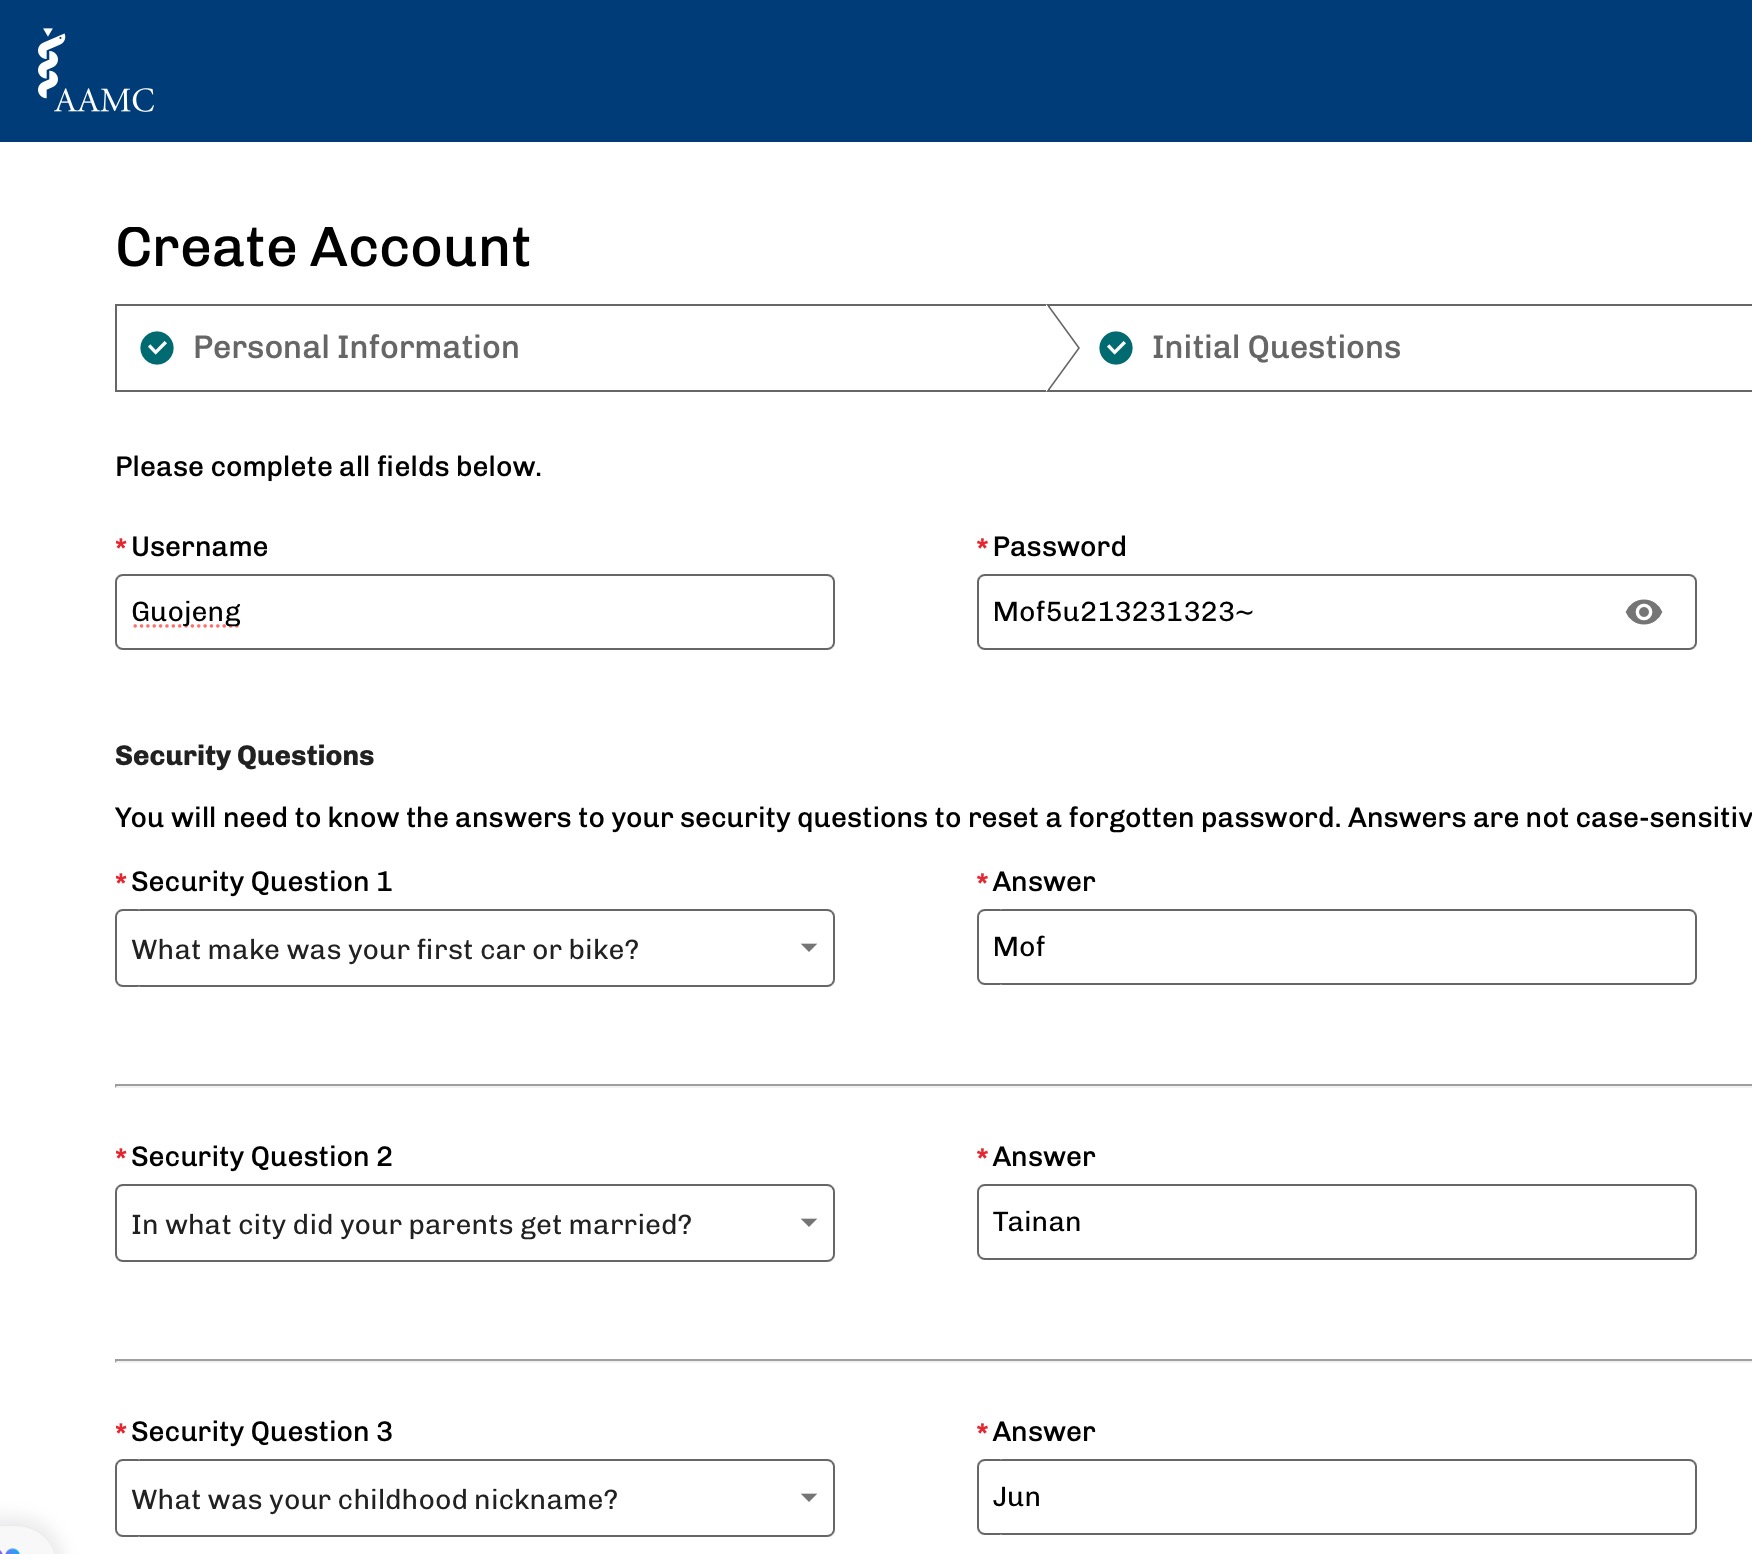 AAMC
Create Account
Personal Information
Initial Questions
Please complete all fields below.
* Username
* Password
Guojeng
Mof5u213231323~
Security Questions
You will need to know the answers to your security questions to reset a forgotten password. Answers are not case-sensitiv
* Security Question 1
* Answer
What make was your first car or bike?
Mof
* Security Question 2
* Answer
In what city did your parents get married?
Tainan
* Security Question 3
* Answer
What was your childhood nickname?
Jun